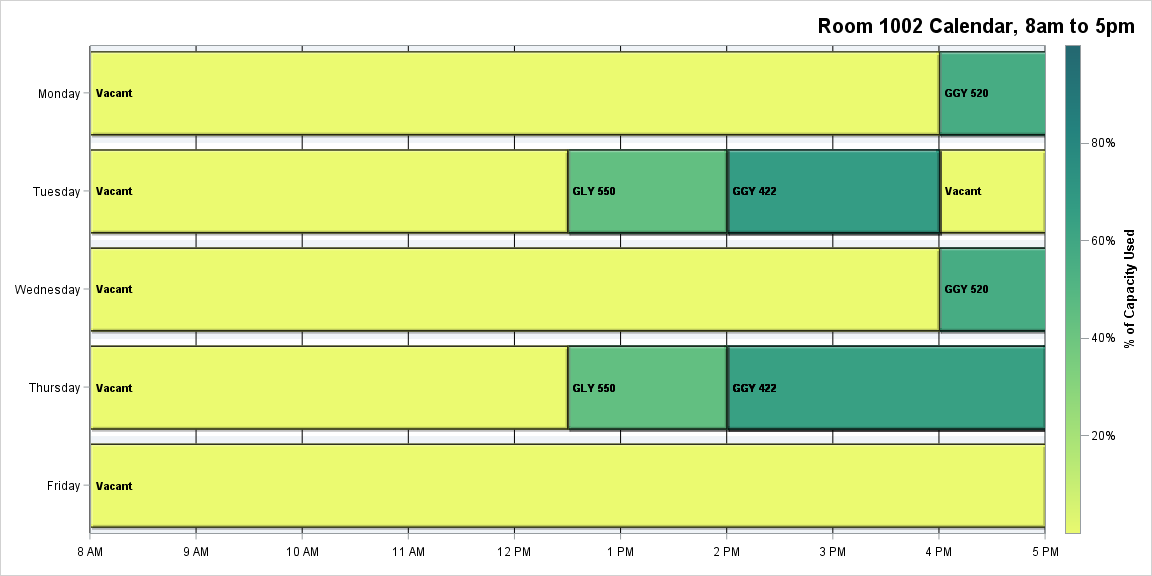 Room 1002 Calendar, 8am to 5pm
Monday
Vacant
GGY 520
Tuesday
Vacant
GLY 550
GGY 422
Vacant
Wednesday
Vacant
GGY 520
Thursday
Vacant
GLY 550
GGY 422
Friday
Vacant
8 AM
9 AM
10 AM
11 AM
12 PM
1 PM
2 PM
3 PM
4 PM
5 PM
80%
60%
40%
20%
% of Capacity Used